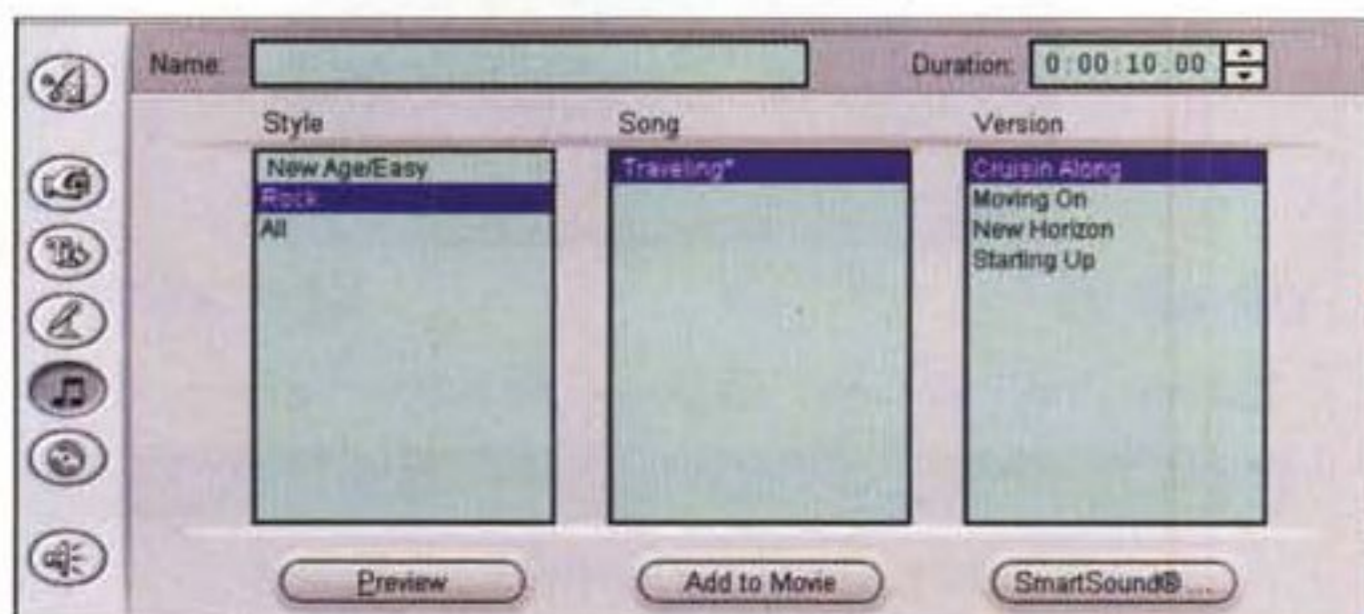 Name:
Duration: 0:00:10.00
Style
Song
Version
New Age/Easy
Rock
All
Traveling*
Cruisin Along
Moving On
New Horizon
Starting Up
Preview
Add to Movie
SmartSound® ...